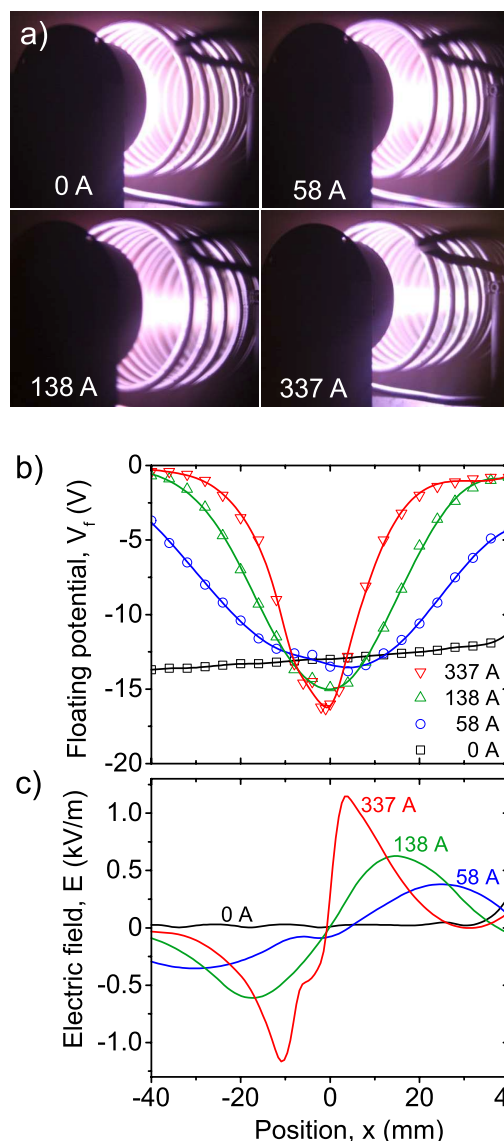 a)
0 A
58 A
138 A
337 A
b)
Floating potential, V_f (V)
0
-5
-10
-15
-20
337 A
138 A
58 A
0 A
c)
Electric field, E (kV/m)
1.0
0.5
0
-0.5
-1.0
337 A
138 A
58 A
0 A
-40 -20 0 20 40
Position, x (mm)